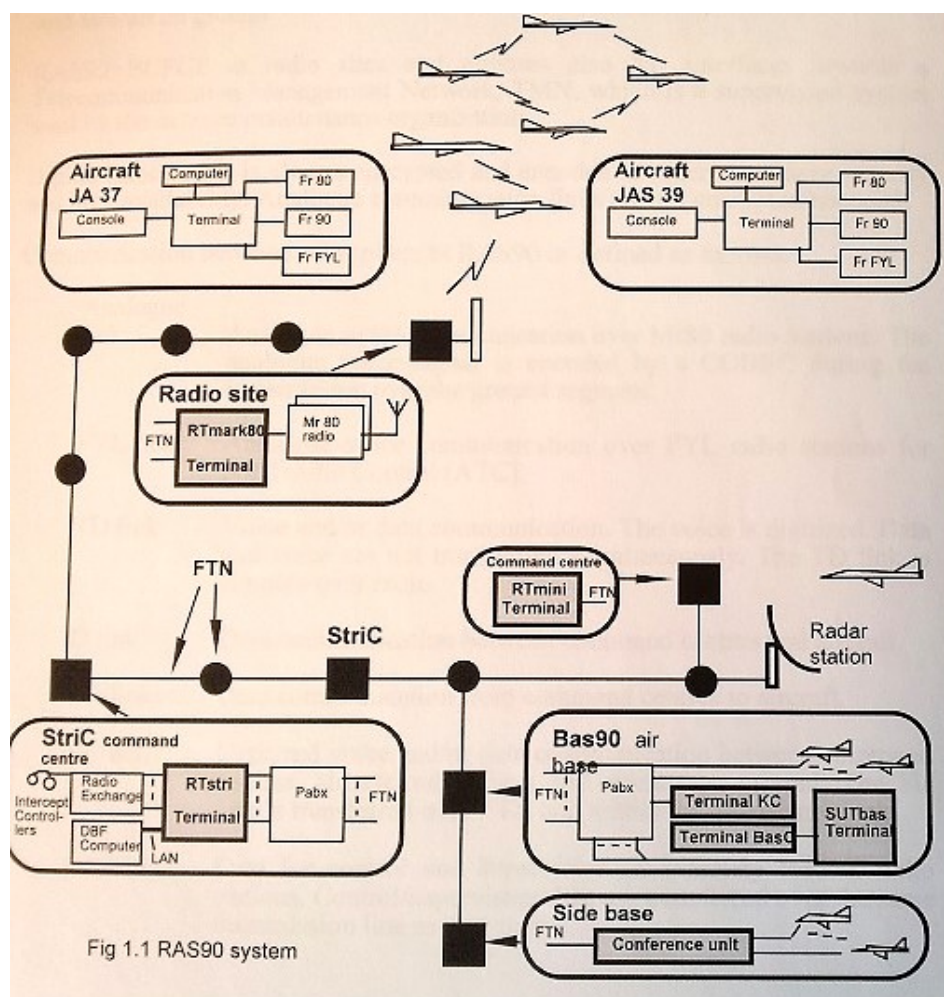 Aircraft
JA 37
Computer
Console
Terminal
Fr 80
Fr 90
Fr FYL
Aircraft
JAS 39
Computer
Console
Terminal
Fr 80
Fr 90
Fr FYL
Radio site
FTN
RTmark80
Terminal
Mr 80
radio
FTN
Command centre
RTmini
Terminal
FTN
StriC
Radar
station
StriC command
centre
Intercept
Control-
lers
Radio
Exchange
DBF
Computer
LAN
RTstri
Terminal
Pabx
FTN
Bas90 air
base
FTN
Pabx
Terminal KC
Terminal BasC
SUTbas
Terminal
Side base
FTN
Conference unit
Fig 1.1 RAS90 system